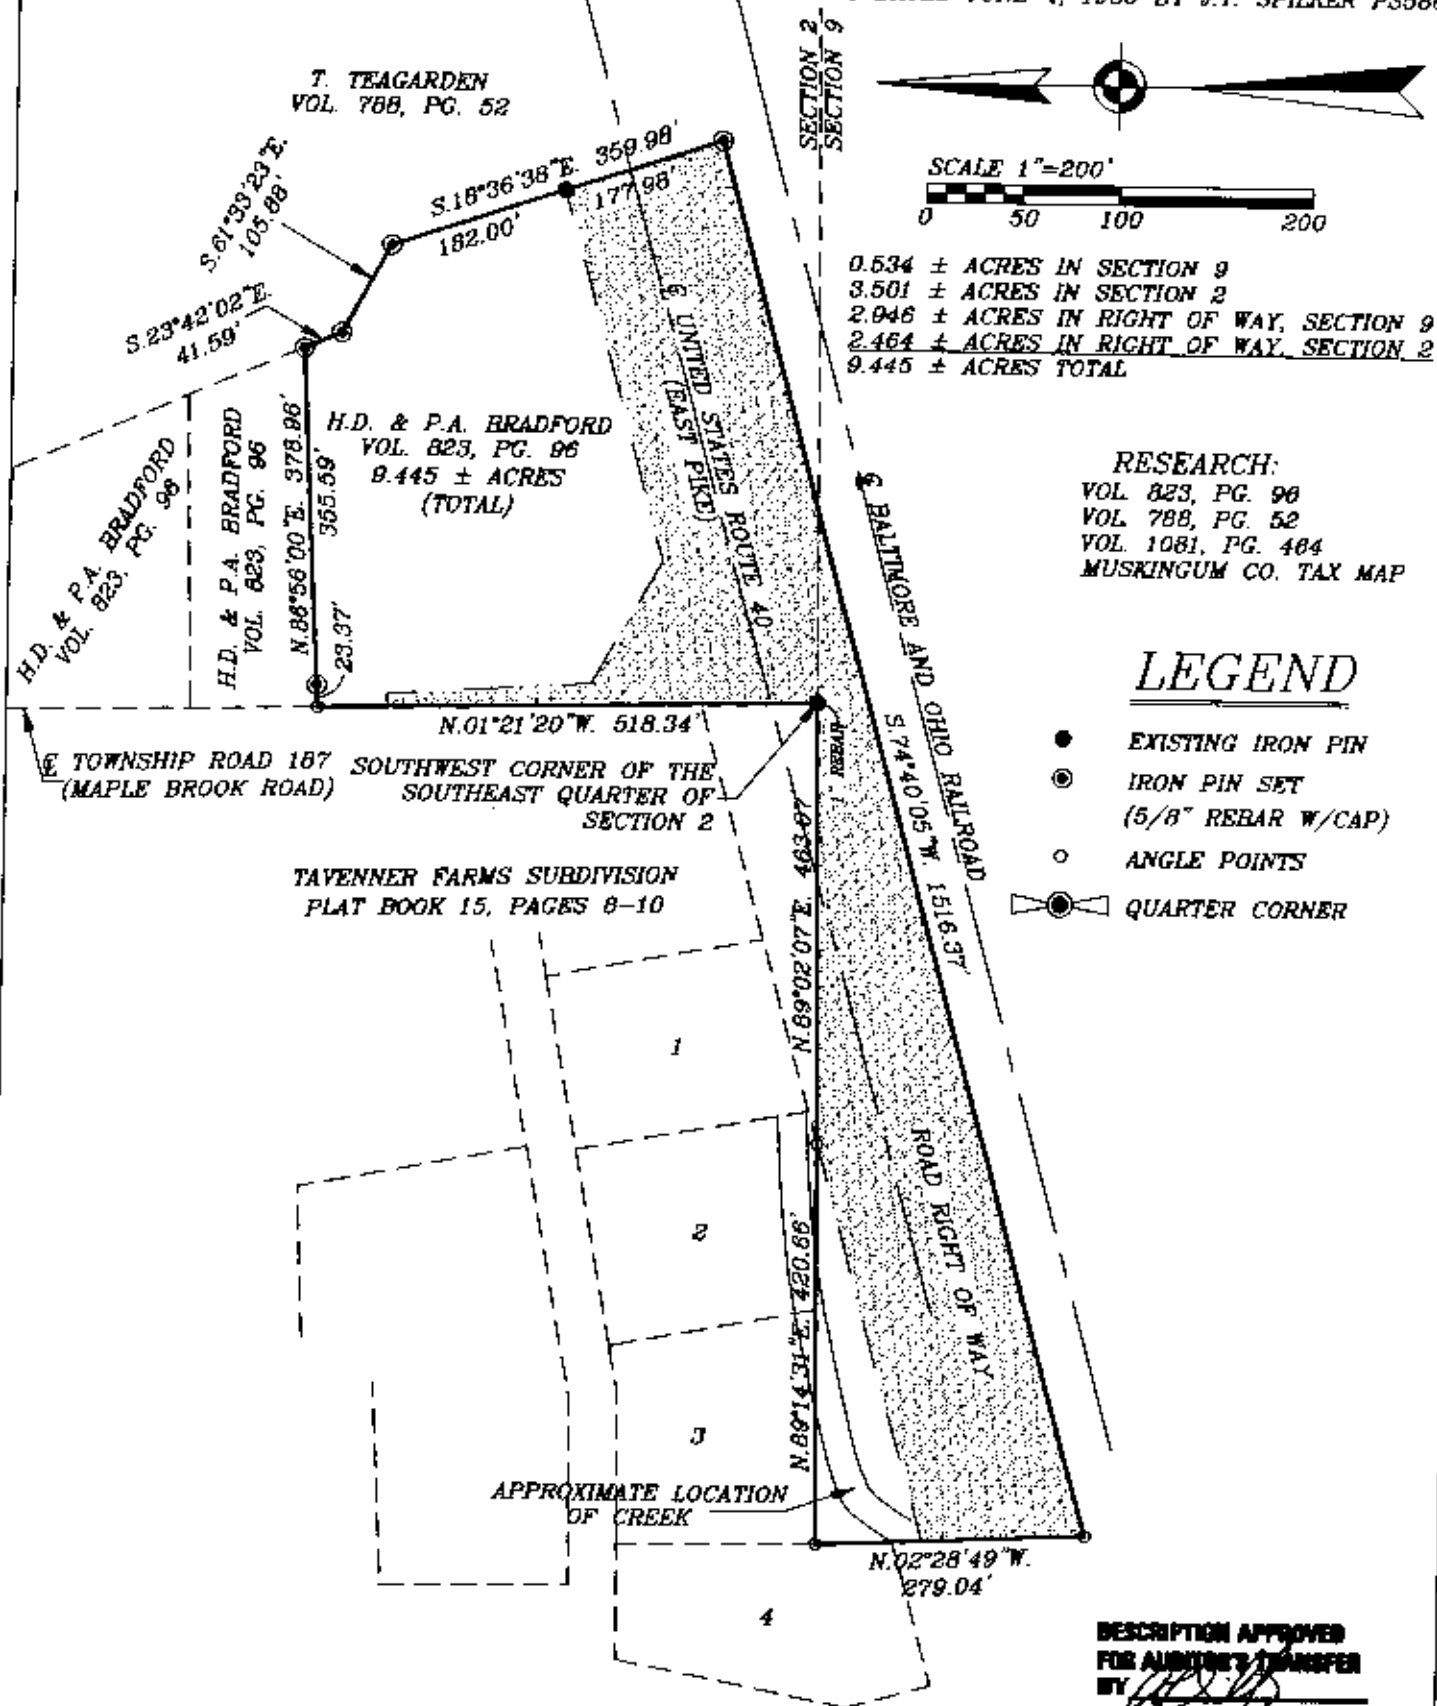 SECTION 2
SECTION 9
T. TEAGARDEN
VOL. 788, PG. 52
S.61°33'23"E.
105.88'
S.18°36'38"E. 359.98'
182.00'
177.98'
S.23°42'02"E.
41.59'
SCALE 1"=200'
0 50 100 200
0.534 ± ACRES IN SECTION 9
3.501 ± ACRES IN SECTION 2
2.946 ± ACRES IN RIGHT OF WAY, SECTION 9
2.464 ± ACRES IN RIGHT OF WAY, SECTION 2
9.445 ± ACRES TOTAL
H.D. & P.A. BRADFORD
VOL. 823, PG. 96
H.D. & P.A. BRADFORD
VOL. 823, PG. 96
N.86°58'00"E. 378.96'
355.59'
23.37'
H.D. & P.A. BRADFORD
VOL. 823, PG. 96
9.445 ± ACRES
(TOTAL)
℄ UNITED STATES ROUTE 40
(EAST PIKE)
℄ BALTIMORE AND OHIO RAILROAD
RESEARCH:
VOL. 823, PG. 96
VOL. 788, PG. 52
VOL. 1081, PG. 464
MUSKINGUM CO. TAX MAP
LEGEND
EXISTING IRON PIN
IRON PIN SET
(5/8" REBAR W/CAP)
ANGLE POINTS
QUARTER CORNER
N.01°21'20"W. 518.34'
℄ TOWNSHIP ROAD 187
(MAPLE BROOK ROAD)
SOUTHWEST CORNER OF THE
SOUTHEAST QUARTER OF
SECTION 2
1" REBAR
S.74°40'05"W. 1516.37'
N.89°02'07"E. 463.67
TAVENNER FARMS SUBDIVISION
PLAT BOOK 15, PAGES 8-10
1
2
3
4
ROAD RIGHT OF WAY
N.89°14'31"E. 420.66'
APPROXIMATE LOCATION
OF CREEK
N.02°28'49"W.
279.04'
DESCRIPTION APPROVED
FOR AUDITOR'S TRANSFER
BY